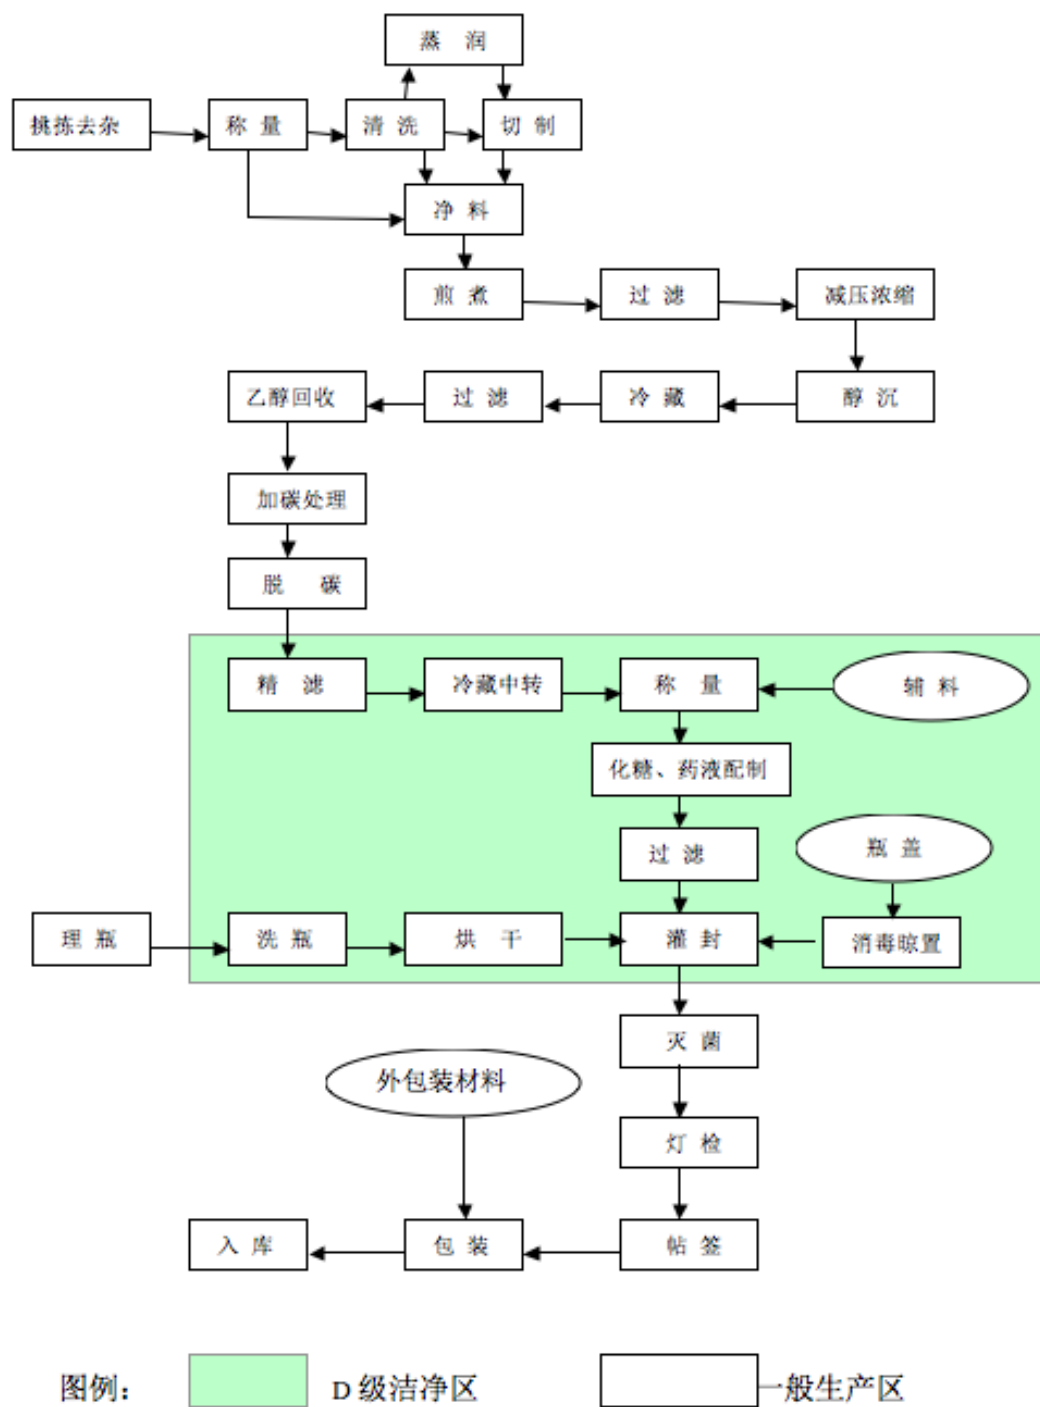 蒸 润
挑拣去杂
称 量
清 洗
切 制
净 料
煎 煮
过 滤
减压浓缩
乙醇回收
过 滤
冷 藏
醇 沉
加碳处理
脱 碳
精 滤
冷藏中转
称 量
辅 料
化糖、药液配制
过 滤
瓶 盖
理 瓶
洗 瓶
烘 干
灌 封
消毒晾置
灭 菌
外包装材料
灯 检
入 库
包 装
帖 签
图例：
D 级洁净区
一般生产区